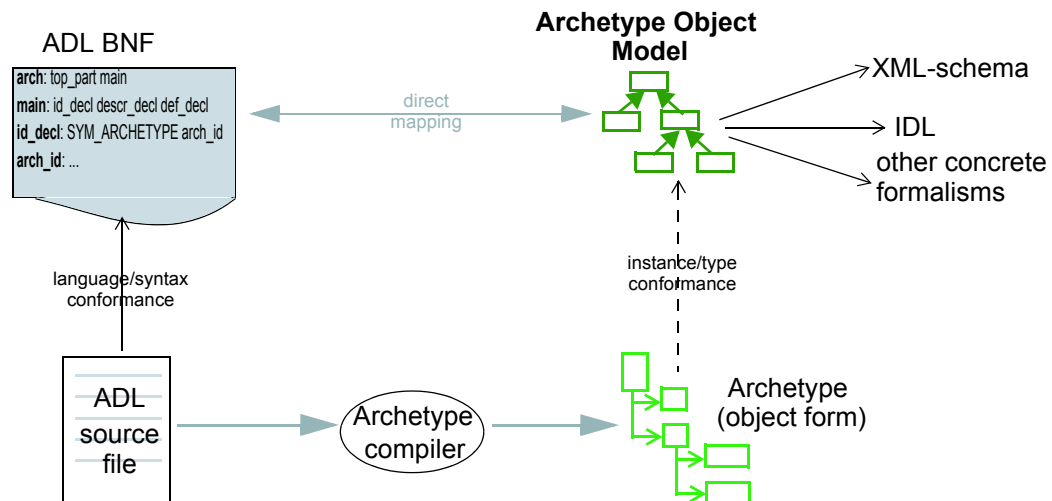 ADL BNF
arch: top_part main
main: id_decl descr_decl def_decl
id_decl: SYM_ARCHETYPE arch_id
arch_id: ...
direct
mapping
Archetype Object
Model
XML-schema
IDL
other concrete
formalisms
language/syntax
conformance
instance/type
conformance
ADL
source
file
Archetype
compiler
Archetype
(object form)